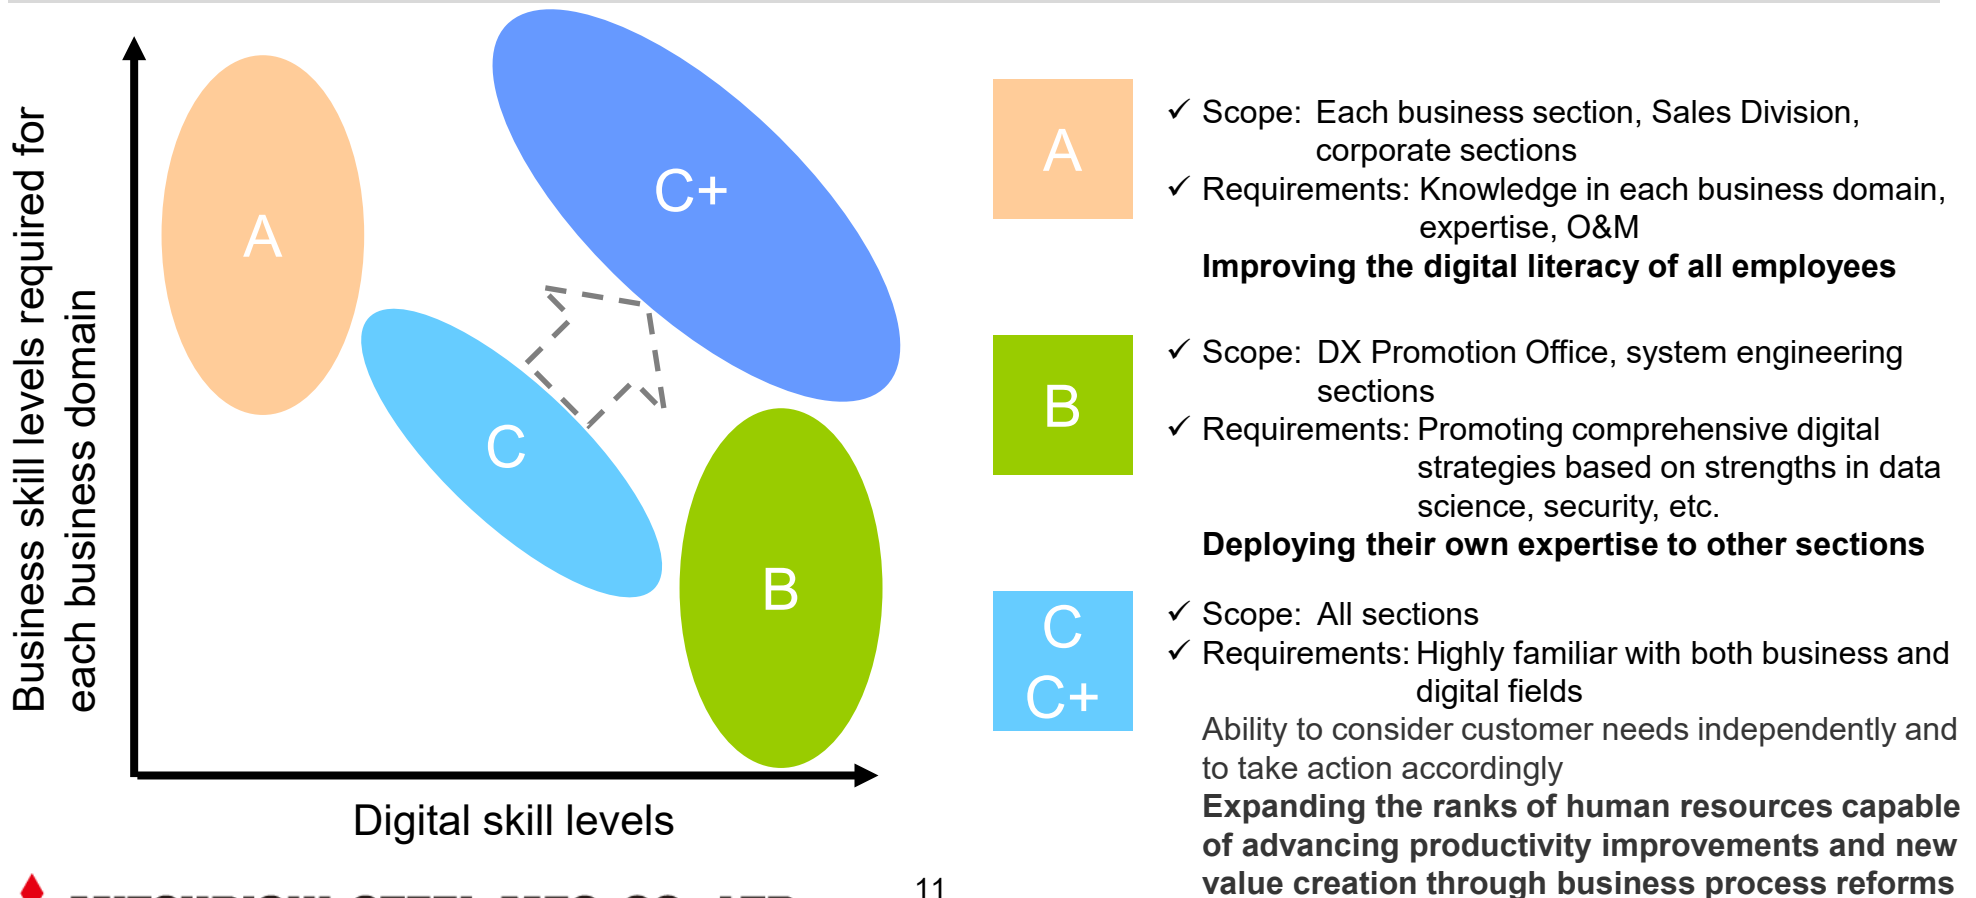 Business skill levels required for
each business domain
A
C+
C
B
Digital skill levels
A
✓ Scope: Each business section, Sales Division,
corporate sections
✓ Requirements: Knowledge in each business domain,
expertise, O&M
Improving the digital literacy of all employees
B
✓ Scope: DX Promotion Office, system engineering
sections
✓ Requirements: Promoting comprehensive digital
strategies based on strengths in data
science, security, etc.
Deploying their own expertise to other sections
C
C+
✓ Scope: All sections
✓ Requirements: Highly familiar with both business and
digital fields
Ability to consider customer needs independently and
to take action accordingly
Expanding the ranks of human resources capable
of advancing productivity improvements and new
value creation through business process reforms
11